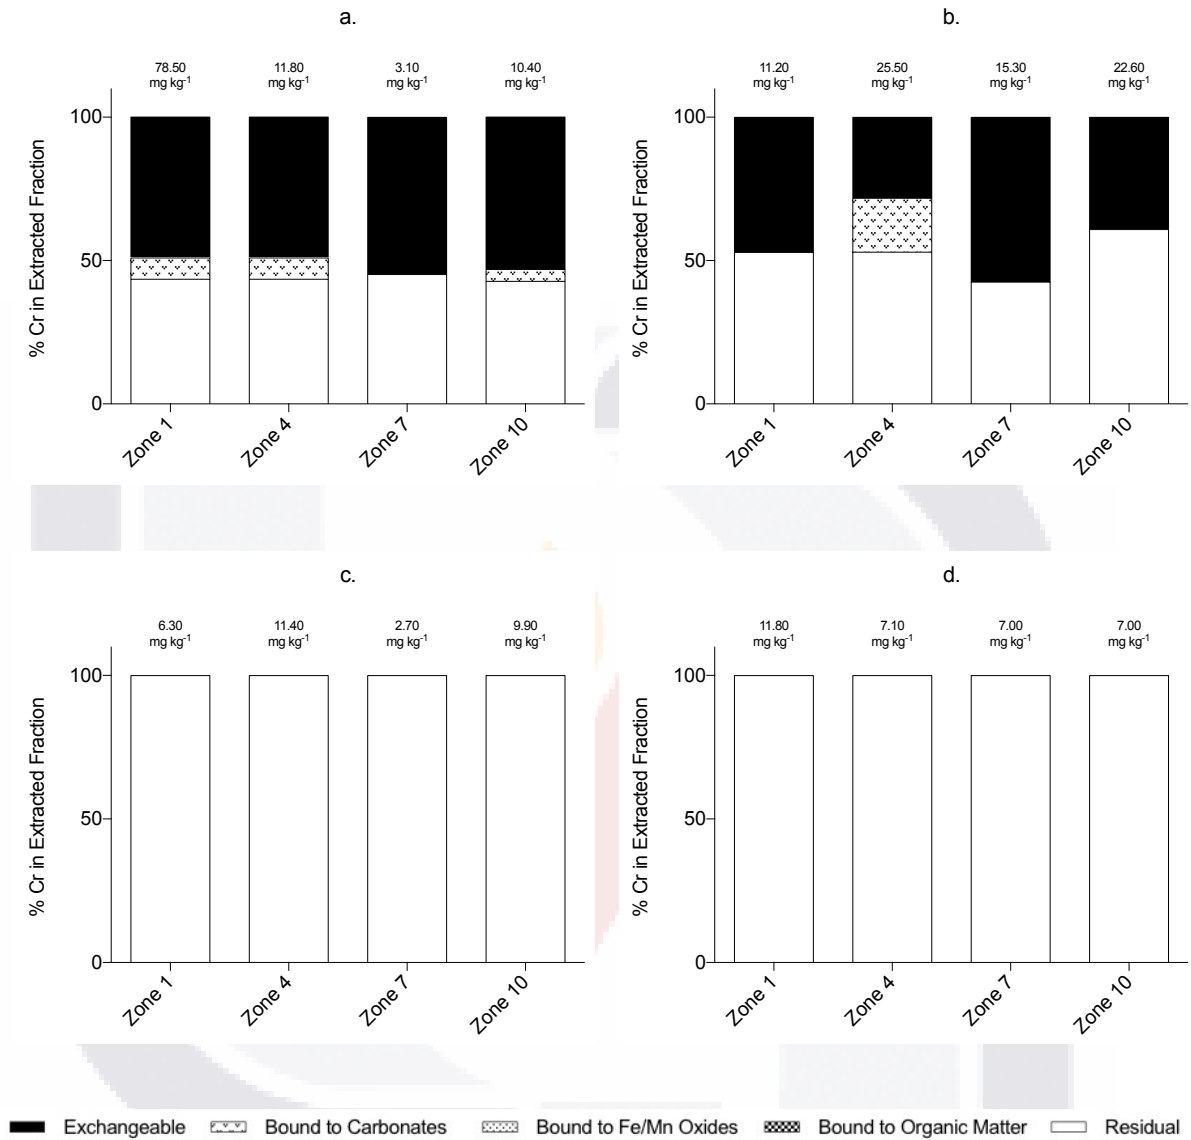 a.
78.50 11.80 3.10 10.40
mg kg-1 mg kg-1 mg kg-1 mg kg-1
100
50
0
% Cr in Extracted Fraction
Zone 1 Zone 4 Zone 7 Zone 10
b.
11.20 25.50 15.30 22.60
mg kg-1 mg kg-1 mg kg-1 mg kg-1
100
50
0
% Cr in Extracted Fraction
Zone 1 Zone 4 Zone 7 Zone 10
c.
6.30 11.40 2.70 9.90
mg kg-1 mg kg-1 mg kg-1 mg kg-1
100
50
0
% Cr in Extracted Fraction
Zone 1 Zone 4 Zone 7 Zone 10
d.
11.80 7.10 7.00 7.00
mg kg-1 mg kg-1 mg kg-1 mg kg-1
100
50
0
% Cr in Extracted Fraction
Zone 1 Zone 4 Zone 7 Zone 10
Exchangeable Bound to Carbonates Bound to Fe/Mn Oxides Bound to Organic Matter Residual